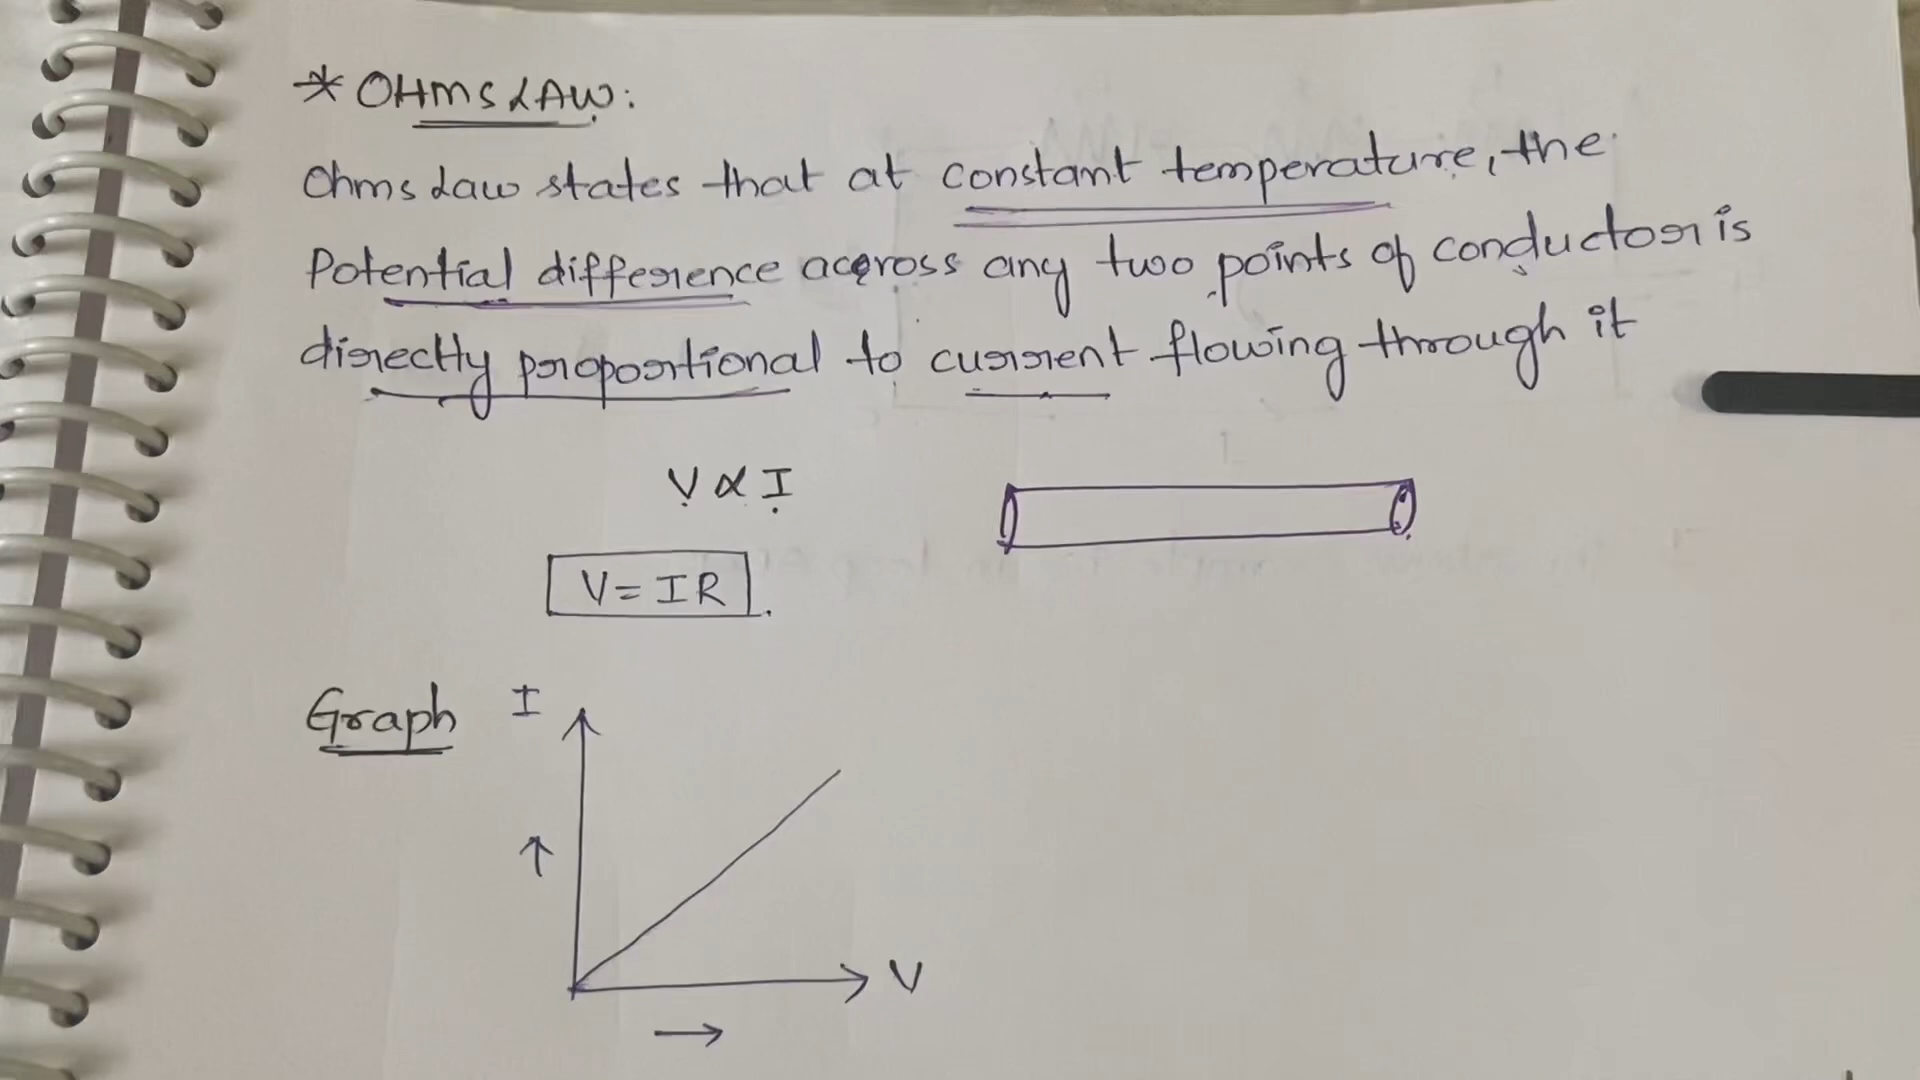 * OHMS LAW:
Ohms Law states that at constant temperature, the
Potential difference across any two points of conductor is
directly proportional to current flowing through it
V ∝ I
V = IR
Graph
I
↑
V
→